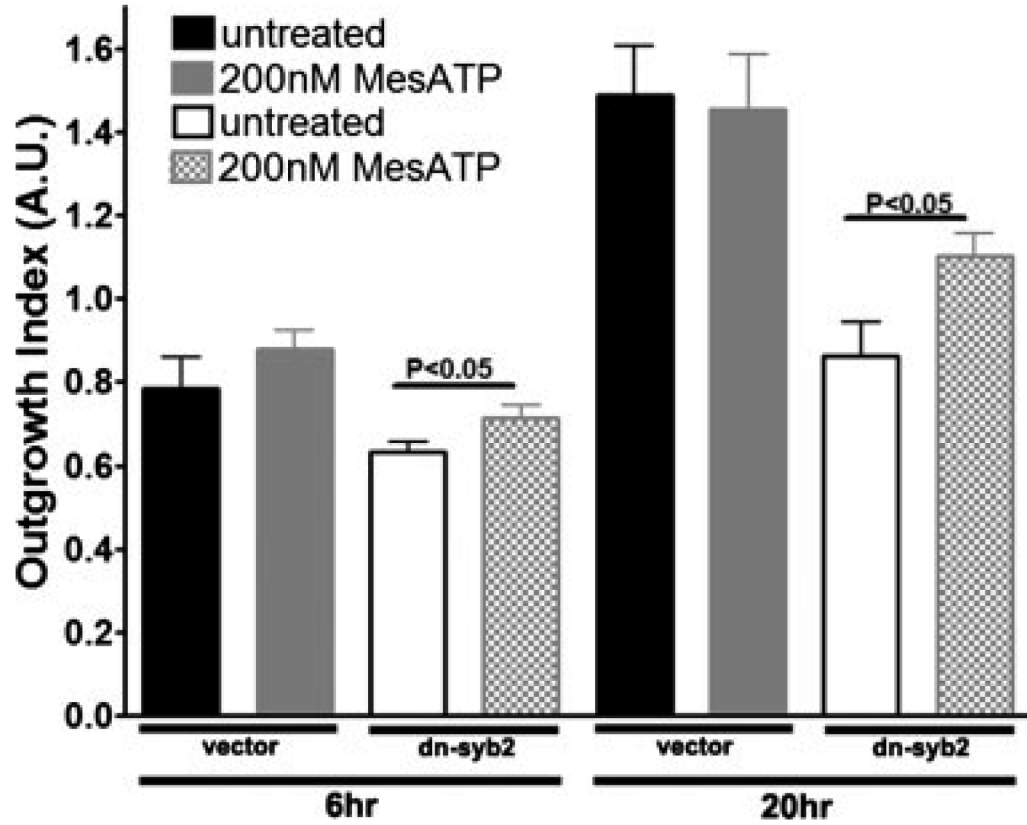 untreated
200nM MesATP
untreated
200nM MesATP
Outgrowth Index (A.U.)
1.6
1.4
1.2
1.0
0.8
0.6
0.4
0.2
0.0
P<0.05
P<0.05
vector dn-syb2 vector dn-syb2
6hr 20hr